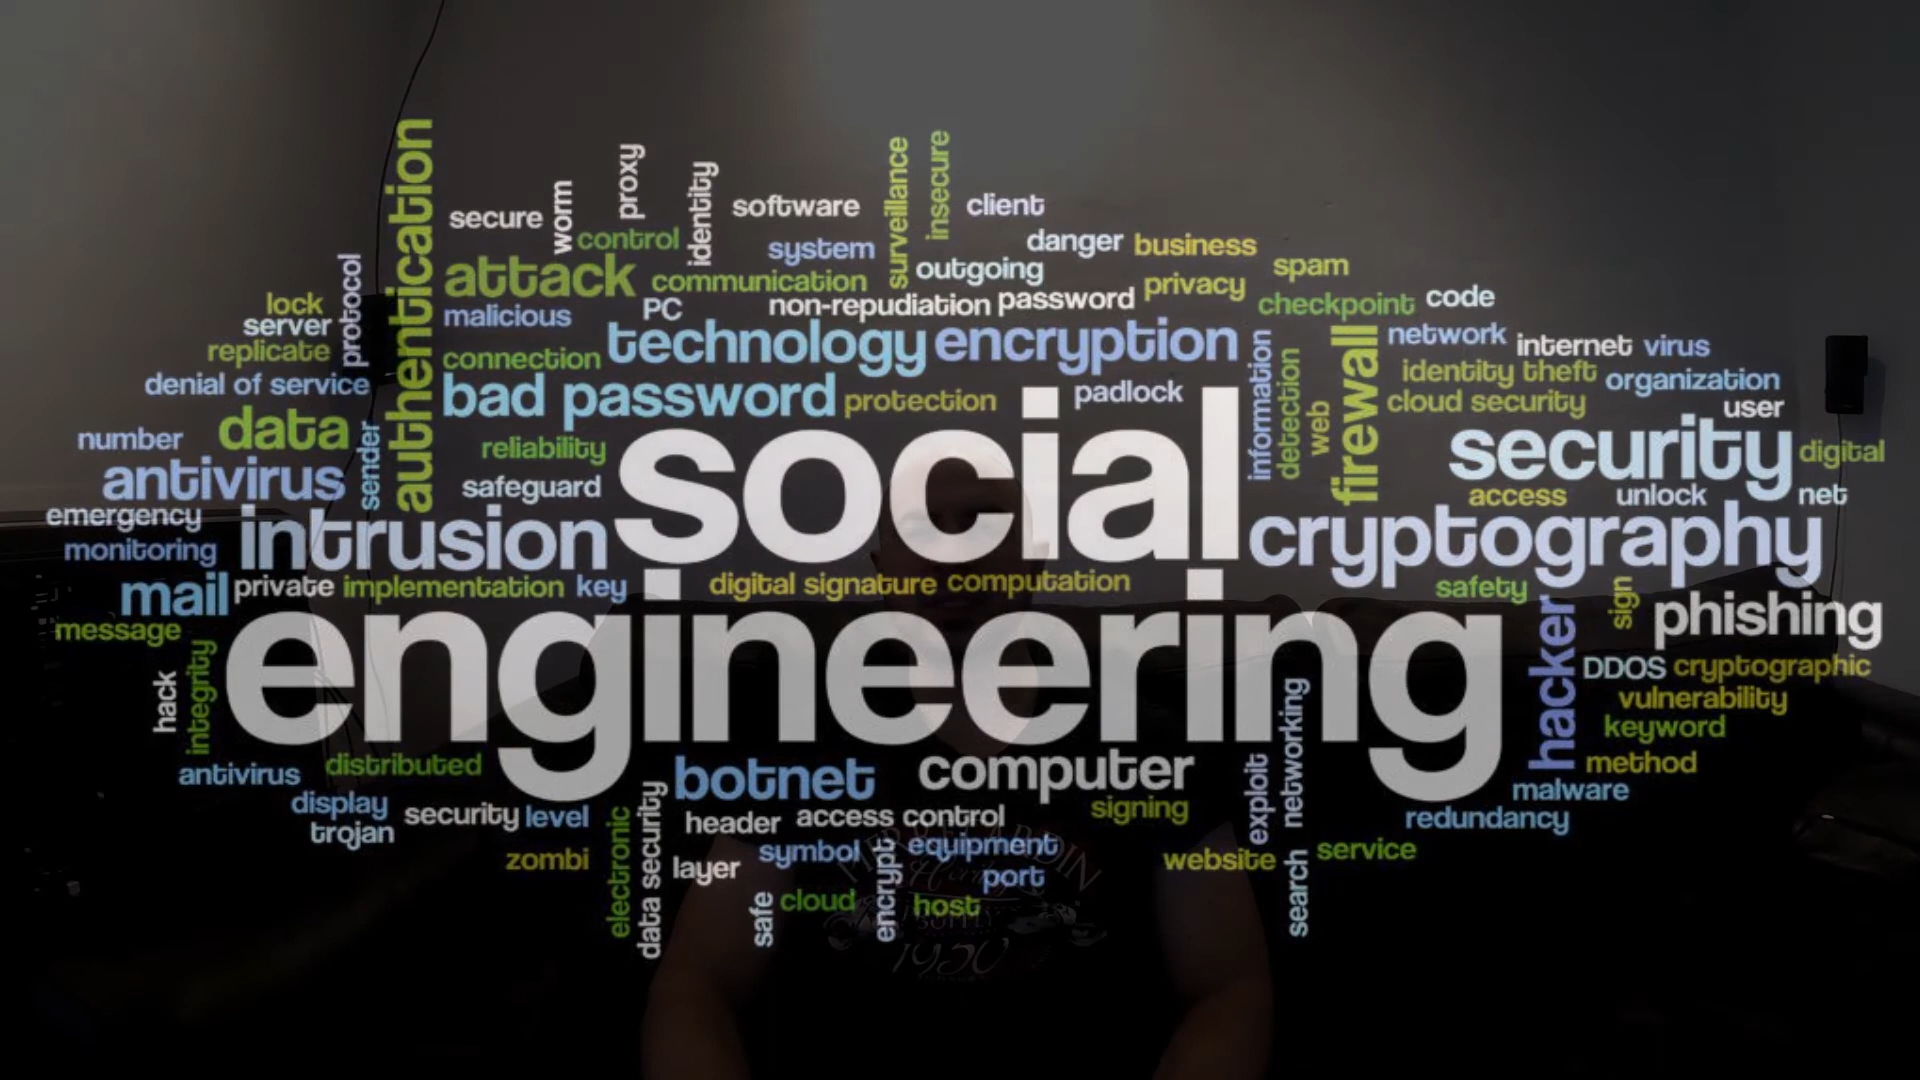 authentication
proxy
worm
identity
surveillance
insecure
secure
software
client
control
system
danger
business
attack
communication
outgoing
spam
protocol
lock
malicious
PC
non-repudiation
password
privacy
checkpoint
code
server
technology
encryption
information
detection
web
firewall
network
internet
virus
replicate
connection
identity theft
organization
denial of service
bad password
protection
padlock
cloud security
user
number
data
sender
reliability
social
security
digital
antivirus
safeguard
access
unlock
net
emergency
monitoring
intrusion
cryptography
mail
private
implementation
key
digital signature
computation
safety
sign
phishing
message
hack
integrity
engineering
hacker
DDOS
cryptographic
vulnerability
keyword
method
antivirus
distributed
botnet
computer
exploit
networking
malware
display
security
level
electronic
data security
header
access control
signing
redundancy
trojan
zombi
layer
symbol
encrypt
equipment
website
search
service
port
safe
cloud
host
SUPPLY
1950